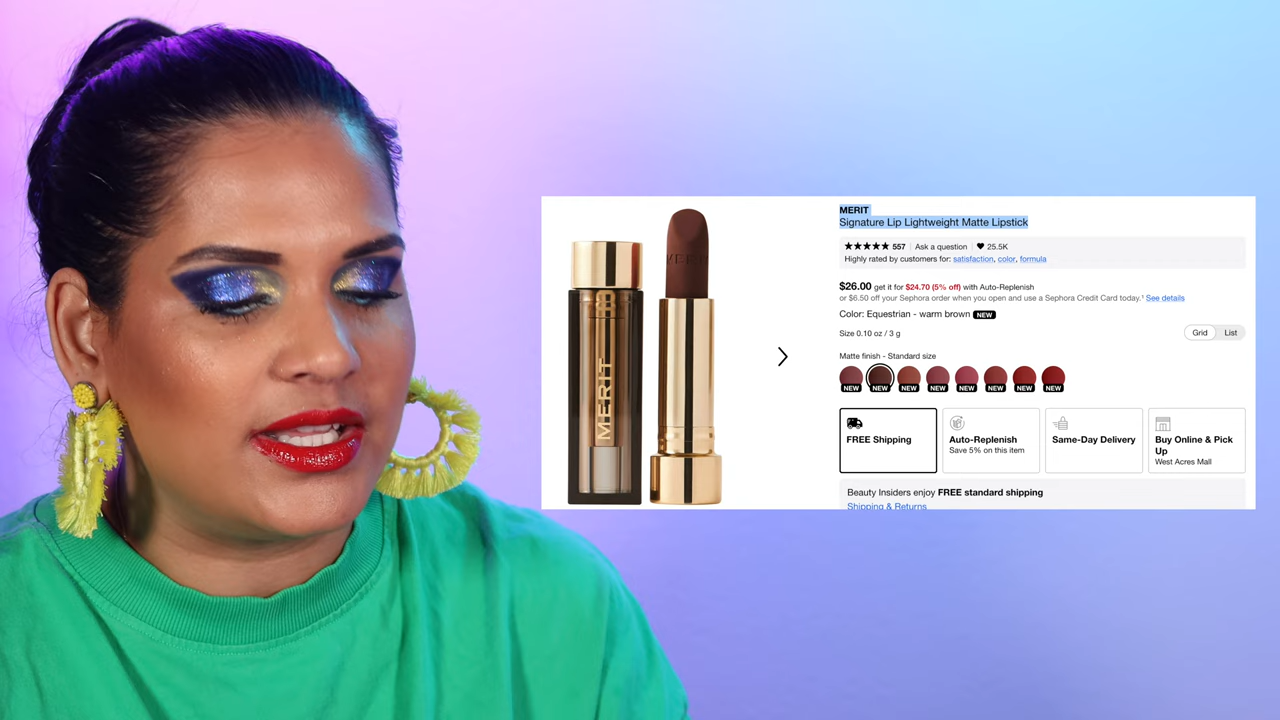 MERIT
MERIT
MERIT
Signature Lip Lightweight Matte Lipstick
557 Ask a question 25.5K
Highly rated by customers for: satisfaction, color, formula
$26.00 get it for $24.70 (5% off) with Auto-Replenish
or $6.50 off your Sephora order when you open and use a Sephora Credit Card today.¹ See details
Color: Equestrian - warm brown NEW
Size 0.10 oz / 3 g
Grid List
Matte finish - Standard size
NEW NEW NEW NEW NEW NEW NEW NEW
FREE Shipping
Auto-Replenish
Save 5% on this item
Same-Day Delivery
Buy Online & Pick
Up
West Acres Mall
Beauty Insiders enjoy FREE standard shipping
Shipping & Returns